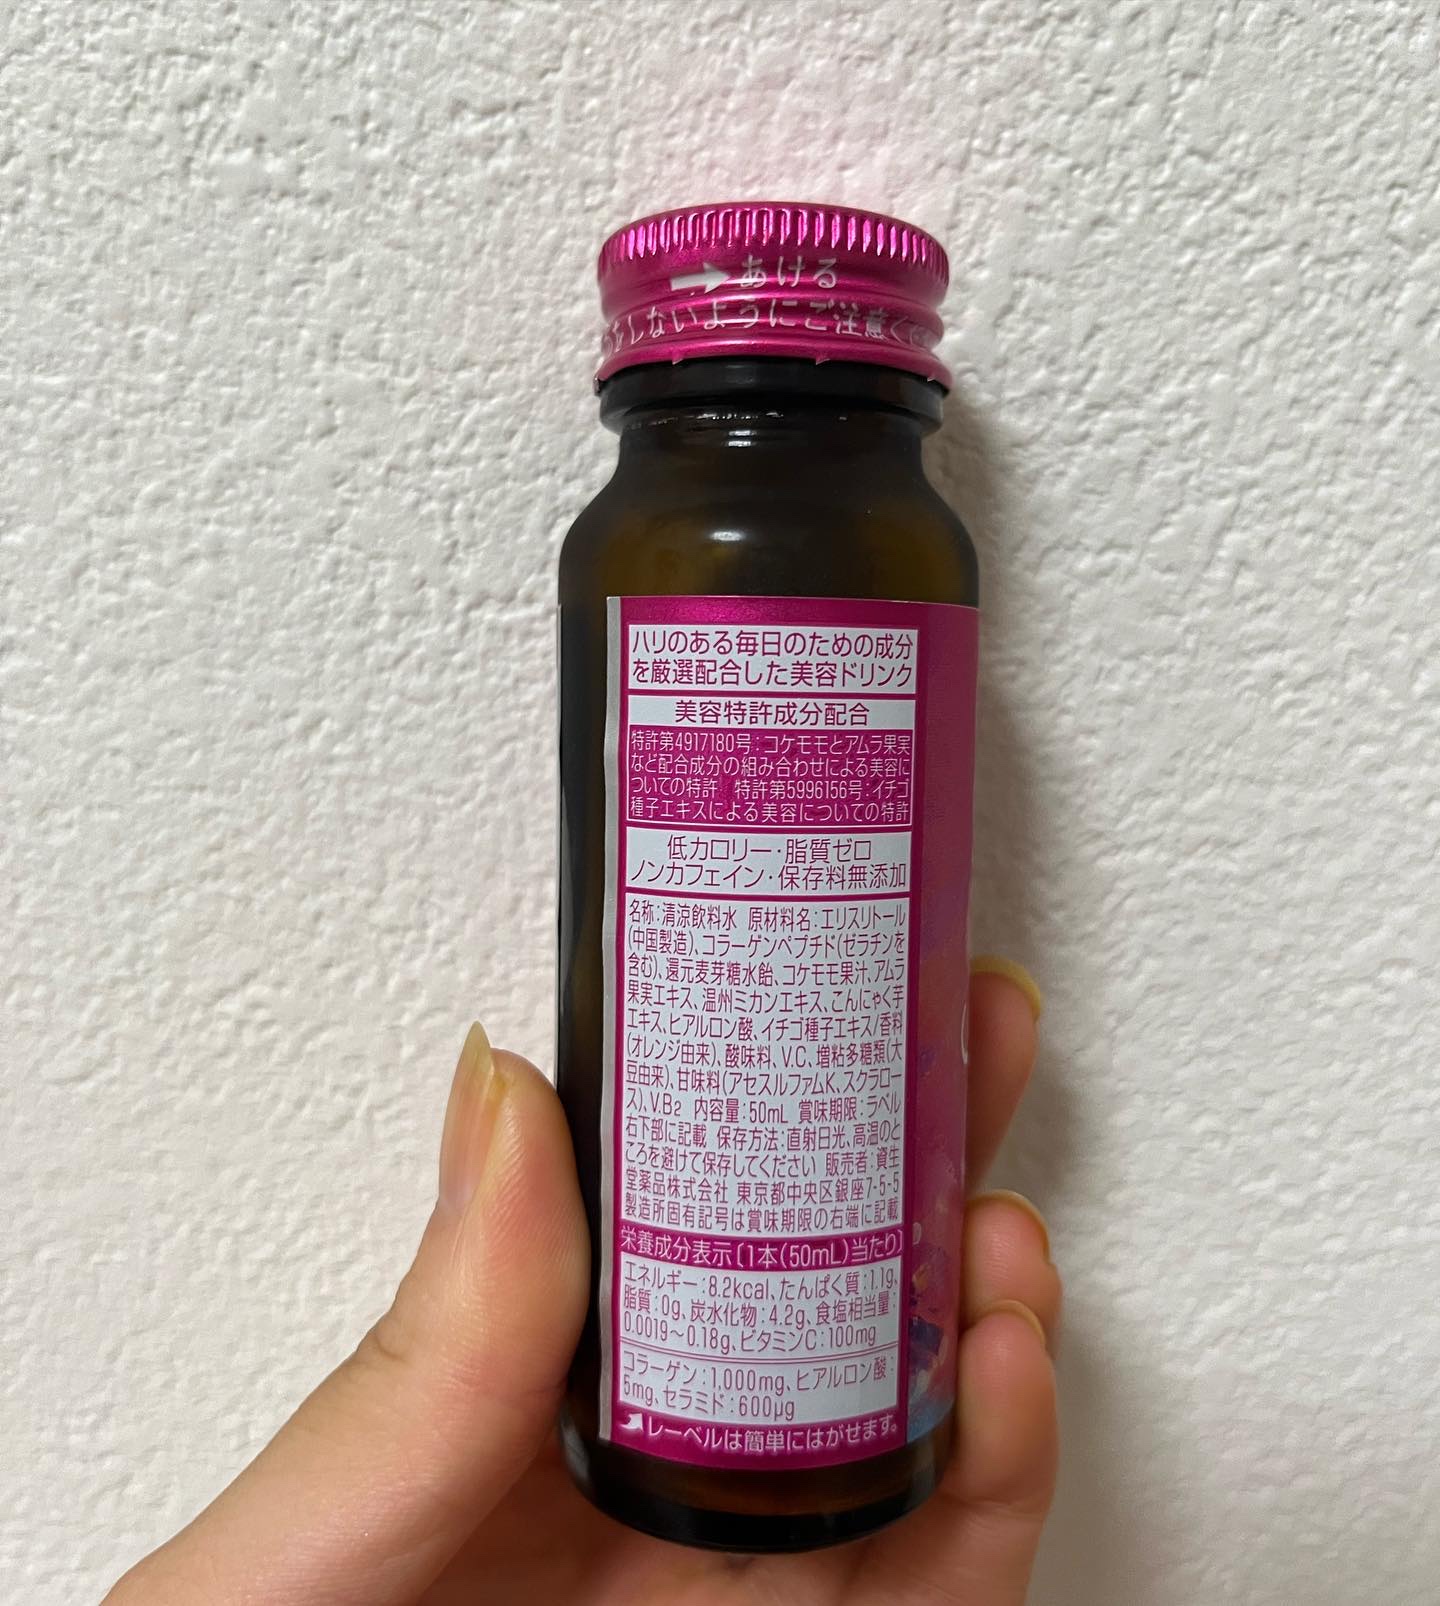 →あける
をしないようにご注意く
ハリのある毎日のための成分
を厳選配合した美容ドリンク
美容特許成分配合
特許第4917180号:コケモモとアムラ果実
など配合成分の組み合わせによる美容に
ついての特許 特許第5996156号:イチゴ
種子エキスによる美容についての特許
低カロリー・脂質ゼロ
ノンカフェイン・保存料無添加
名称:清涼飲料水 原材料名:エリスリトール
(中国製造)、コラーゲンペプチド(ゼラチンを
含む)、還元麦芽糖水飴、コケモモ果汁、アムラ
果実エキス、温州ミカンエキス、こんにゃく芋
エキス、ヒアルロン酸、イチゴ種子エキス/香料
(オレンジ由来)、酸味料、V.C、増粘多糖類(大
豆由来)、甘味料(アセスルファムK、スクラロー
ス)、V.B2 内容量:50mL 賞味期限:ラベル
右下部に記載 保存方法:直射日光、高温のと
ころを避けて保存してください 販売者:資生
堂薬品株式会社 東京都中央区銀座7-5-5
製造所固有記号は賞味期限の右端に記載
栄養成分表示〔1本(50mL)当たり〕
エネルギー:8.2kcal、たんぱく質:1.1g、
脂質:0g、炭水化物:4.2g、食塩相当量:
0.0019〜0.18g、ビタミンC:100mg
コラーゲン:1,000mg、ヒアルロン酸:
5mg、セラミド:600μg
レーベルは簡単にはがせます。